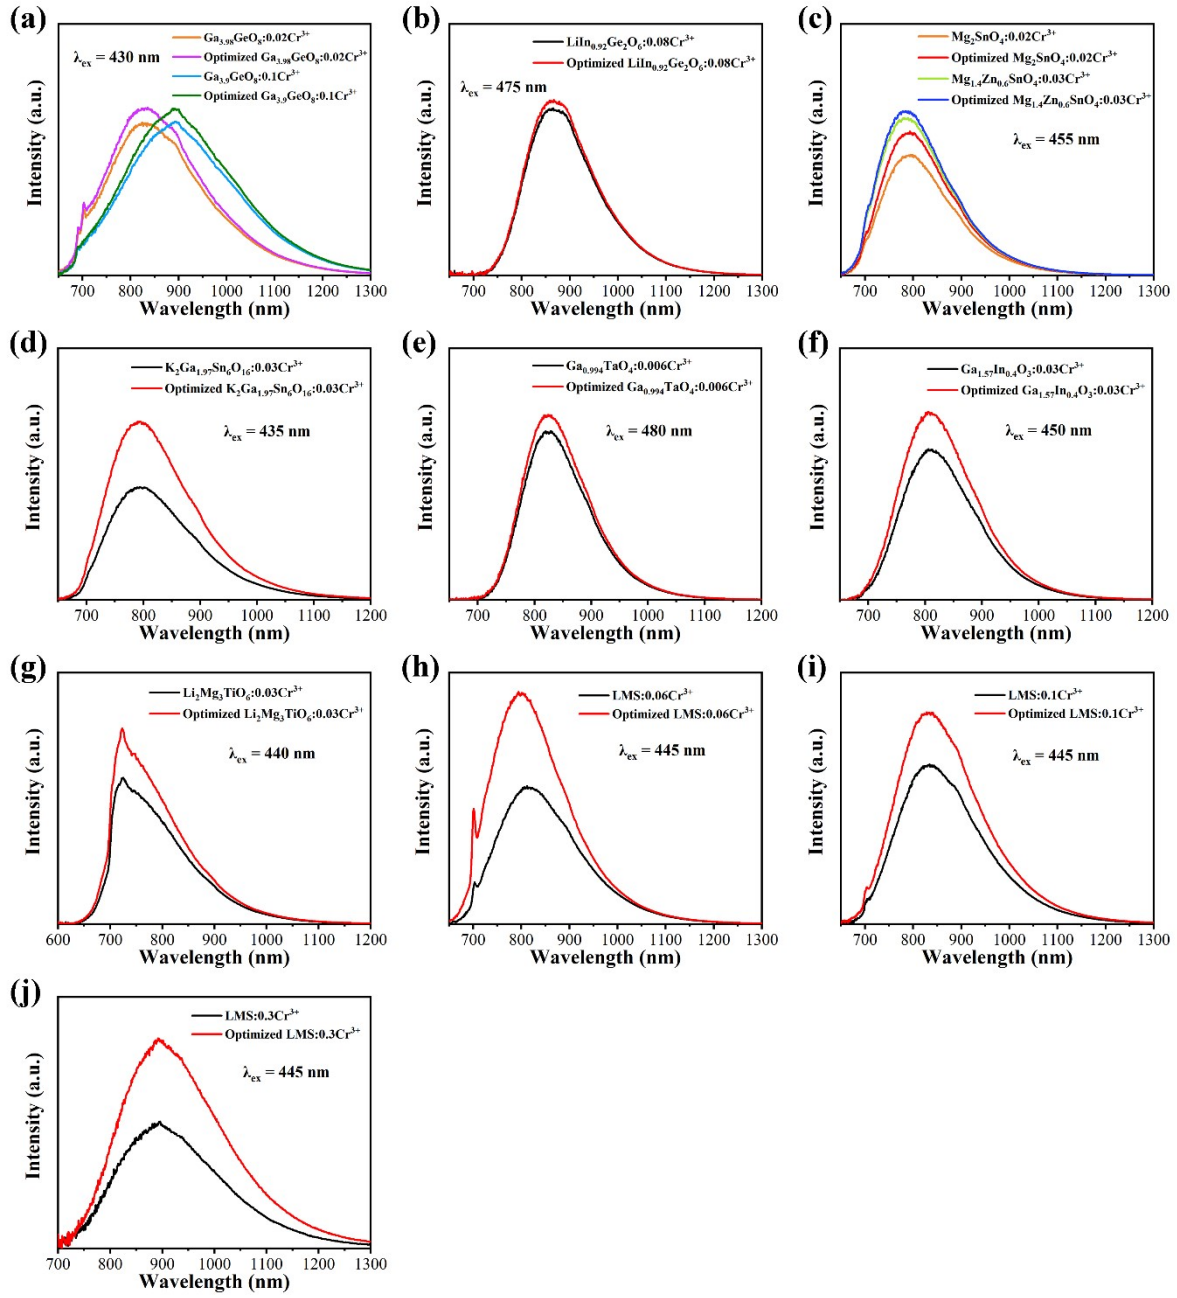 (a)
Ga3.98GeO8:0.02Cr3+
Optimized Ga3.98GeO8:0.02Cr3+
Ga3.9GeO8:0.1Cr3+
Optimized Ga3.9GeO8:0.1Cr3+
λex = 430 nm
Intensity (a.u.)
700 800 900 1000 1100 1200 1300
Wavelength (nm)
(b)
LiIn0.92Ge2O6:0.08Cr3+
Optimized LiIn0.92Ge2O6:0.08Cr3+
λex = 475 nm
Intensity (a.u.)
700 800 900 1000 1100 1200 1300
Wavelength (nm)
(c)
Mg2SnO4:0.02Cr3+
Optimized Mg2SnO4:0.02Cr3+
Mg1.4Zn0.6SnO4:0.03Cr3+
Optimized Mg1.4Zn0.6SnO4:0.03Cr3+
λex = 455 nm
Intensity (a.u.)
700 800 900 1000 1100 1200 1300
Wavelength (nm)
(d)
K2Ga1.97Sn6O16:0.03Cr3+
Optimized K2Ga1.97Sn6O16:0.03Cr3+
λex = 435 nm
Intensity (a.u.)
700 800 900 1000 1100 1200
Wavelength (nm)
(e)
Ga0.994TaO4:0.006Cr3+
Optimized Ga0.994TaO4:0.006Cr3+
λex = 480 nm
Intensity (a.u.)
700 800 900 1000 1100 1200
Wavelength (nm)
(f)
Ga1.57In0.4O3:0.03Cr3+
Optimized Ga1.57In0.4O3:0.03Cr3+
λex = 450 nm
Intensity (a.u.)
700 800 900 1000 1100 1200
Wavelength (nm)
(g)
Li2Mg3TiO6:0.03Cr3+
Optimized Li2Mg3TiO6:0.03Cr3+
λex = 440 nm
Intensity (a.u.)
600 700 800 900 1000 1100 1200
Wavelength (nm)
(h)
LMS:0.06Cr3+
Optimized LMS:0.06Cr3+
λex = 445 nm
Intensity (a.u.)
700 800 900 1000 1100 1200 1300
Wavelength (nm)
(i)
LMS:0.1Cr3+
Optimized LMS:0.1Cr3+
λex = 445 nm
Intensity (a.u.)
700 800 900 1000 1100 1200 1300
Wavelength (nm)
(j)
LMS:0.3Cr3+
Optimized LMS:0.3Cr3+
λex = 445 nm
Intensity (a.u.)
700 800 900 1000 1100 1200 1300
Wavelength (nm)